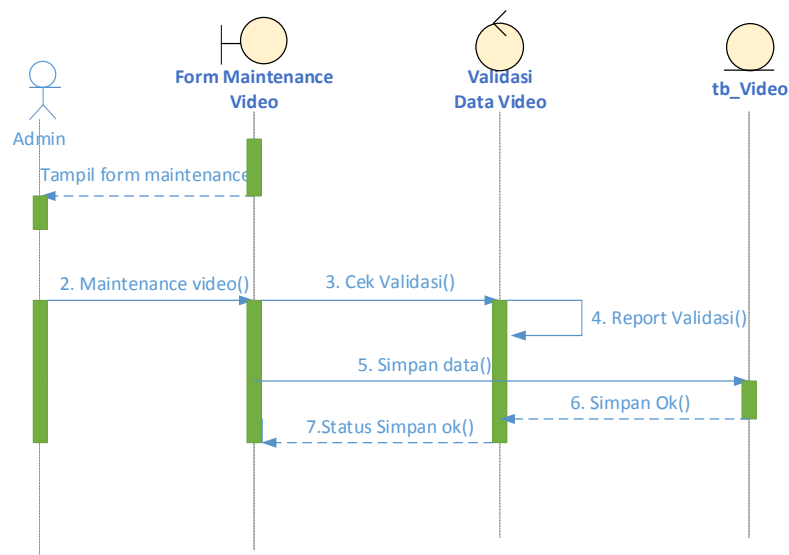 Form Maintenance
Video
Validasi
Data Video
tb_Video
Admin
Tampil form maintenance
2. Maintenance video()
3. Cek Validasi()
4. Report Validasi()
5. Simpan data()
6. Simpan Ok()
7.Status Simpan ok()